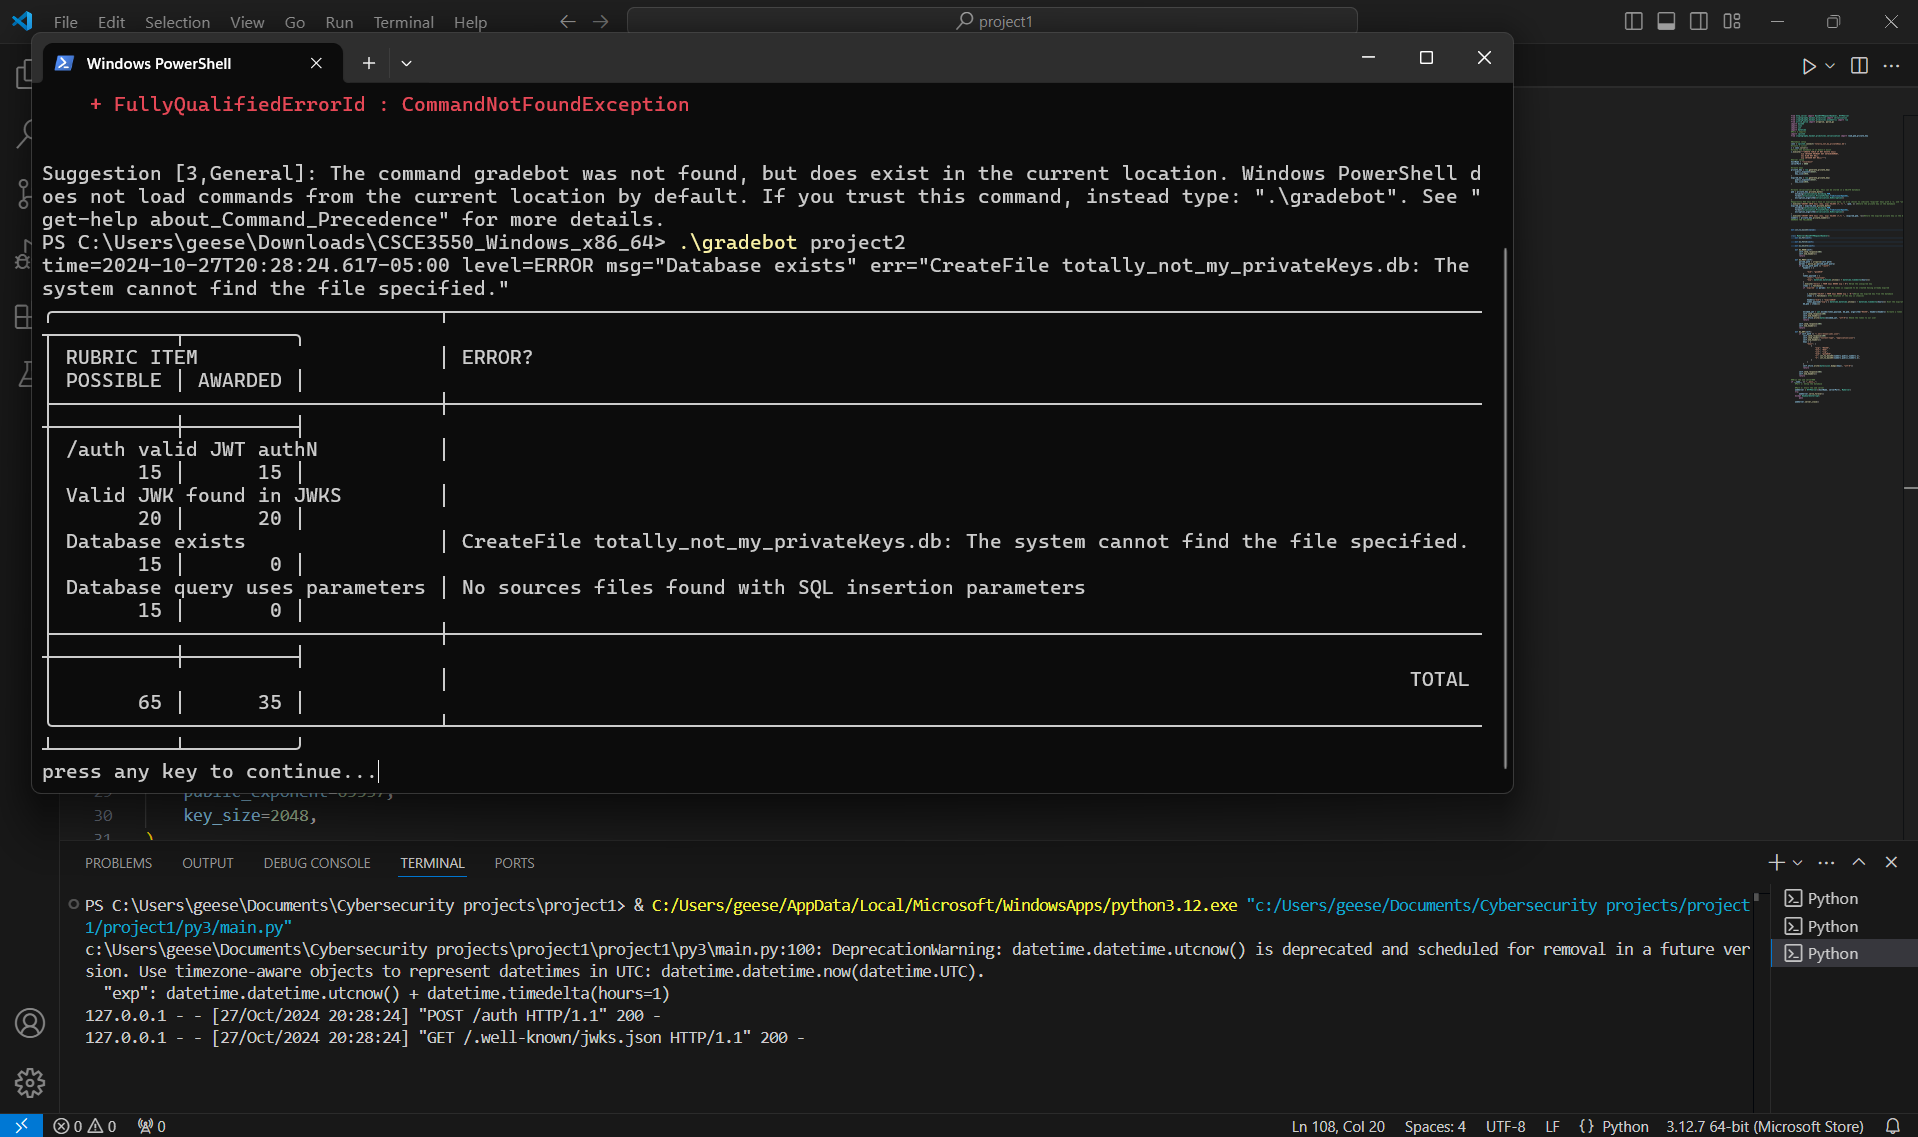 File Edit Selection View Go Run Terminal Help
project1
Windows PowerShell
+ FullyQualifiedErrorId : CommandNotFoundException
Suggestion [3,General]: The command gradebot was not found, but does exist in the current location. Windows PowerShell d
oes not load commands from the current location by default. If you trust this command, instead type: ".\gradebot". See "
get-help about_Command_Precedence" for more details.
PS C:\Users\geese\Downloads\CSCE3550_Windows_x86_64> .\gradebot project2
time=2024-10-27T20:28:24.617-05:00 level=ERROR msg="Database exists" err="CreateFile totally_not_my_privateKeys.db: The
system cannot find the file specified."
RUBRIC ITEM | ERROR?
POSSIBLE | AWARDED |
/auth valid JWT authN |
15 | 15 |
Valid JWK found in JWKS |
20 | 20 |
Database exists | CreateFile totally_not_my_privateKeys.db: The system cannot find the file specified.
15 | 0 |
Database query uses parameters | No sources files found with SQL insertion parameters
15 | 0 |
| TOTAL
65 | 35 |
press any key to continue...
30 key_size=2048,
31 )
PROBLEMS OUTPUT DEBUG CONSOLE TERMINAL PORTS
PS C:\Users\geese\Documents\Cybersecurity projects\project1> & C:/Users/geese/AppData/Local/Microsoft/WindowsApps/python3.12.exe "c:/Users/geese/Documents/Cybersecurity projects/project
1/project1/py3/main.py"
c:\Users\geese\Documents\Cybersecurity projects\project1\project1\py3\main.py:100: DeprecationWarning: datetime.datetime.utcnow() is deprecated and scheduled for removal in a future ver
sion. Use timezone-aware objects to represent datetimes in UTC: datetime.datetime.now(datetime.UTC).
"exp": datetime.datetime.utcnow() + datetime.timedelta(hours=1)
127.0.0.1 - - [27/Oct/2024 20:28:24] "POST /auth HTTP/1.1" 200 -
127.0.0.1 - - [27/Oct/2024 20:28:24] "GET /.well-known/jwks.json HTTP/1.1" 200 -
Python
Python
Python
0 0 0
Ln 108, Col 20 Spaces: 4 UTF-8 LF {} Python 3.12.7 64-bit (Microsoft Store)